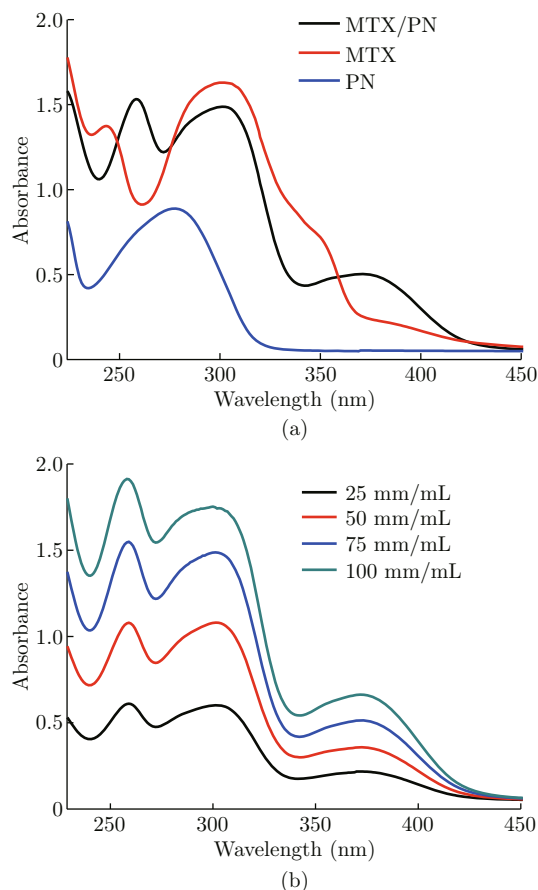 2.0
1.5
1.0
0.5
0
Absorbance
MTX/PN
MTX
PN
250 300 350 400 450
Wavelength (nm)
(a)
2.0
1.5
1.0
0.5
0.0
Absorbance
25 mm/mL
50 mm/mL
75 mm/mL
100 mm/mL
250 300 350 400 450
Wavelength (nm)
(b)